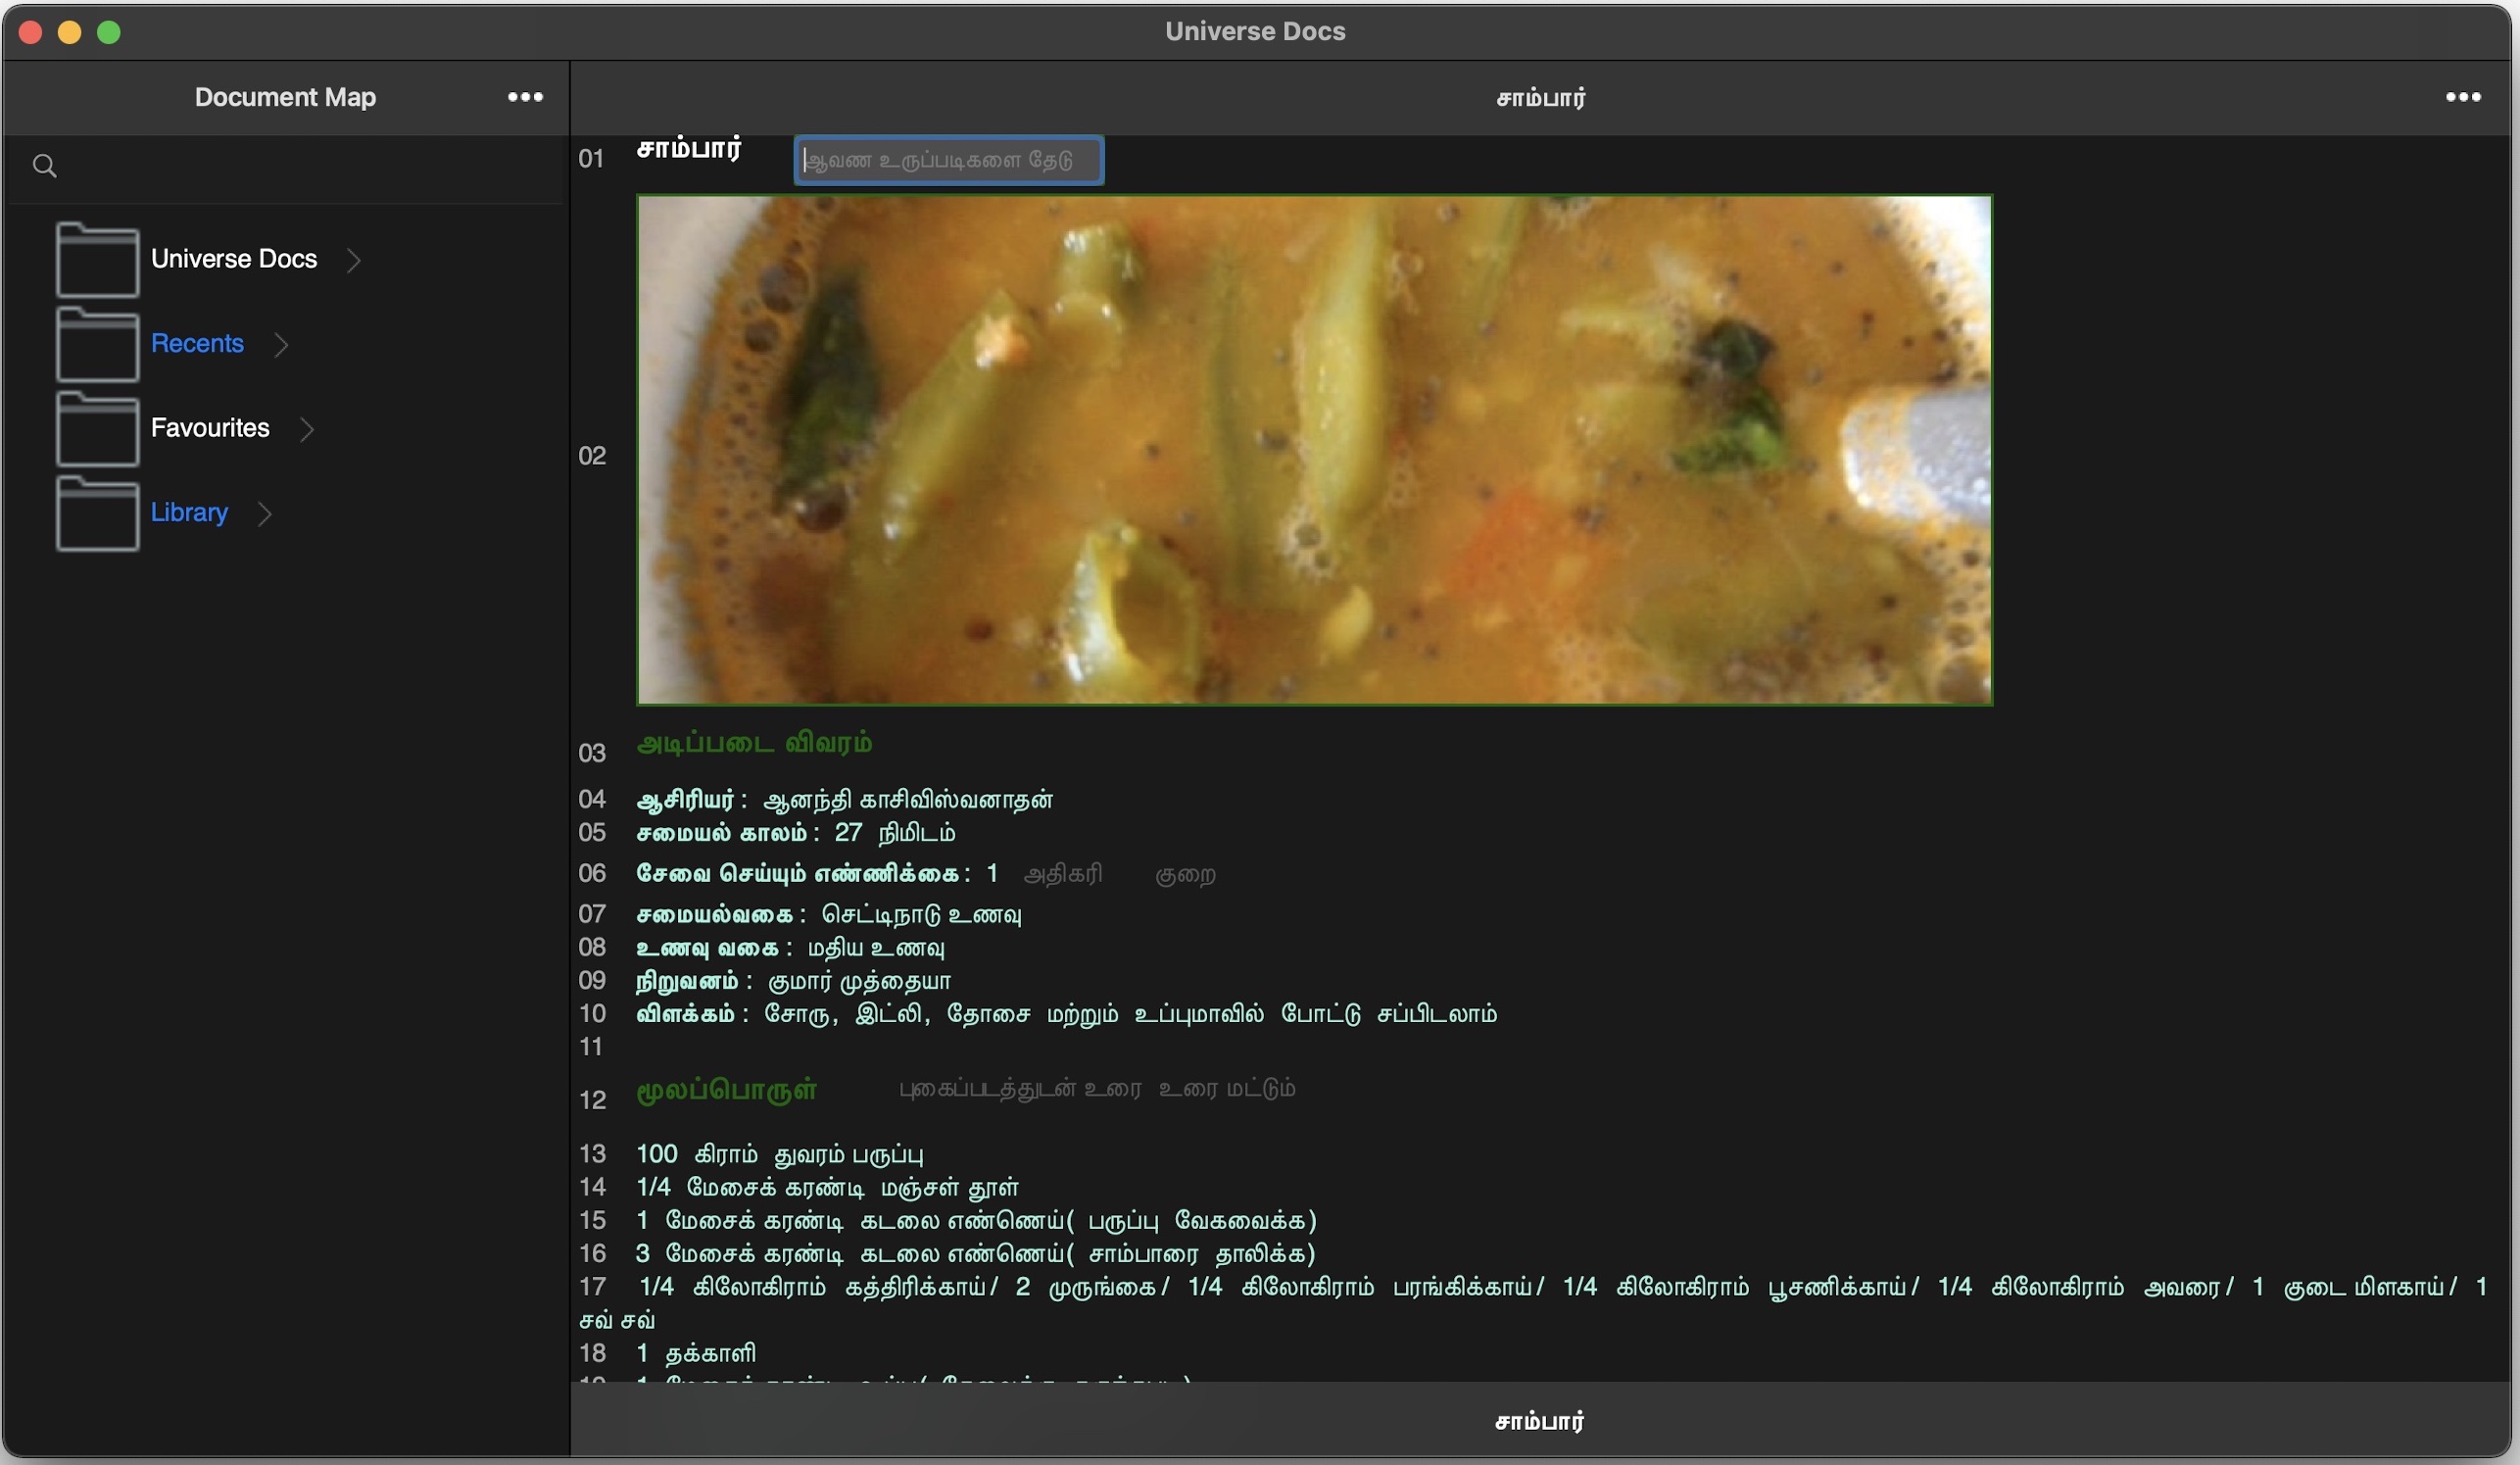 Universe Docs
Document Map •••
சாம்பார் •••
Universe Docs
Recents
Favourites
Library
01 சாம்பார் ஆவண உருப்படிகளை தேடு
02
03 அடிப்படை விவரம்
04 ஆசிரியர் : ஆனந்தி காசிவிஸ்வனாதன்
05 சமையல் காலம் : 27 நிமிடம்
06 சேவை செய்யும் எண்ணிக்கை : 1 அதிகரி குறை
07 சமையல்வகை : செட்டிநாடு உணவு
08 உணவு வகை : மதிய உணவு
09 நிறுவனம் : குமார் முத்தையா
10 விளக்கம் : சோரு, இட்லி, தோசை மற்றும் உப்புமாவில் போட்டு சப்பிடலாம்
11
12 மூலப்பொருள் புகைப்படத்துடன் உரை உரை மட்டும்
13 100 கிராம் துவரம் பருப்பு
14 1/4 மேசைக் கரண்டி மஞ்சள் தூள்
15 1 மேசைக் கரண்டி கடலை எண்ணெய்( பருப்பு வேகவைக்க)
16 3 மேசைக் கரண்டி கடலை எண்ணெய்( சாம்பாரை தாலிக்க)
17 1/4 கிலோகிராம் கத்திரிக்காய்/ 2 முருங்கை/ 1/4 கிலோகிராம் பரங்கிக்காய்/ 1/4 கிலோகிராம் பூசணிக்காய்/ 1/4 கிலோகிராம் அவரை/ 1 குடை மிளகாய்/ 1
சவ் சவ்
18 1 தக்காளி
சாம்பார்